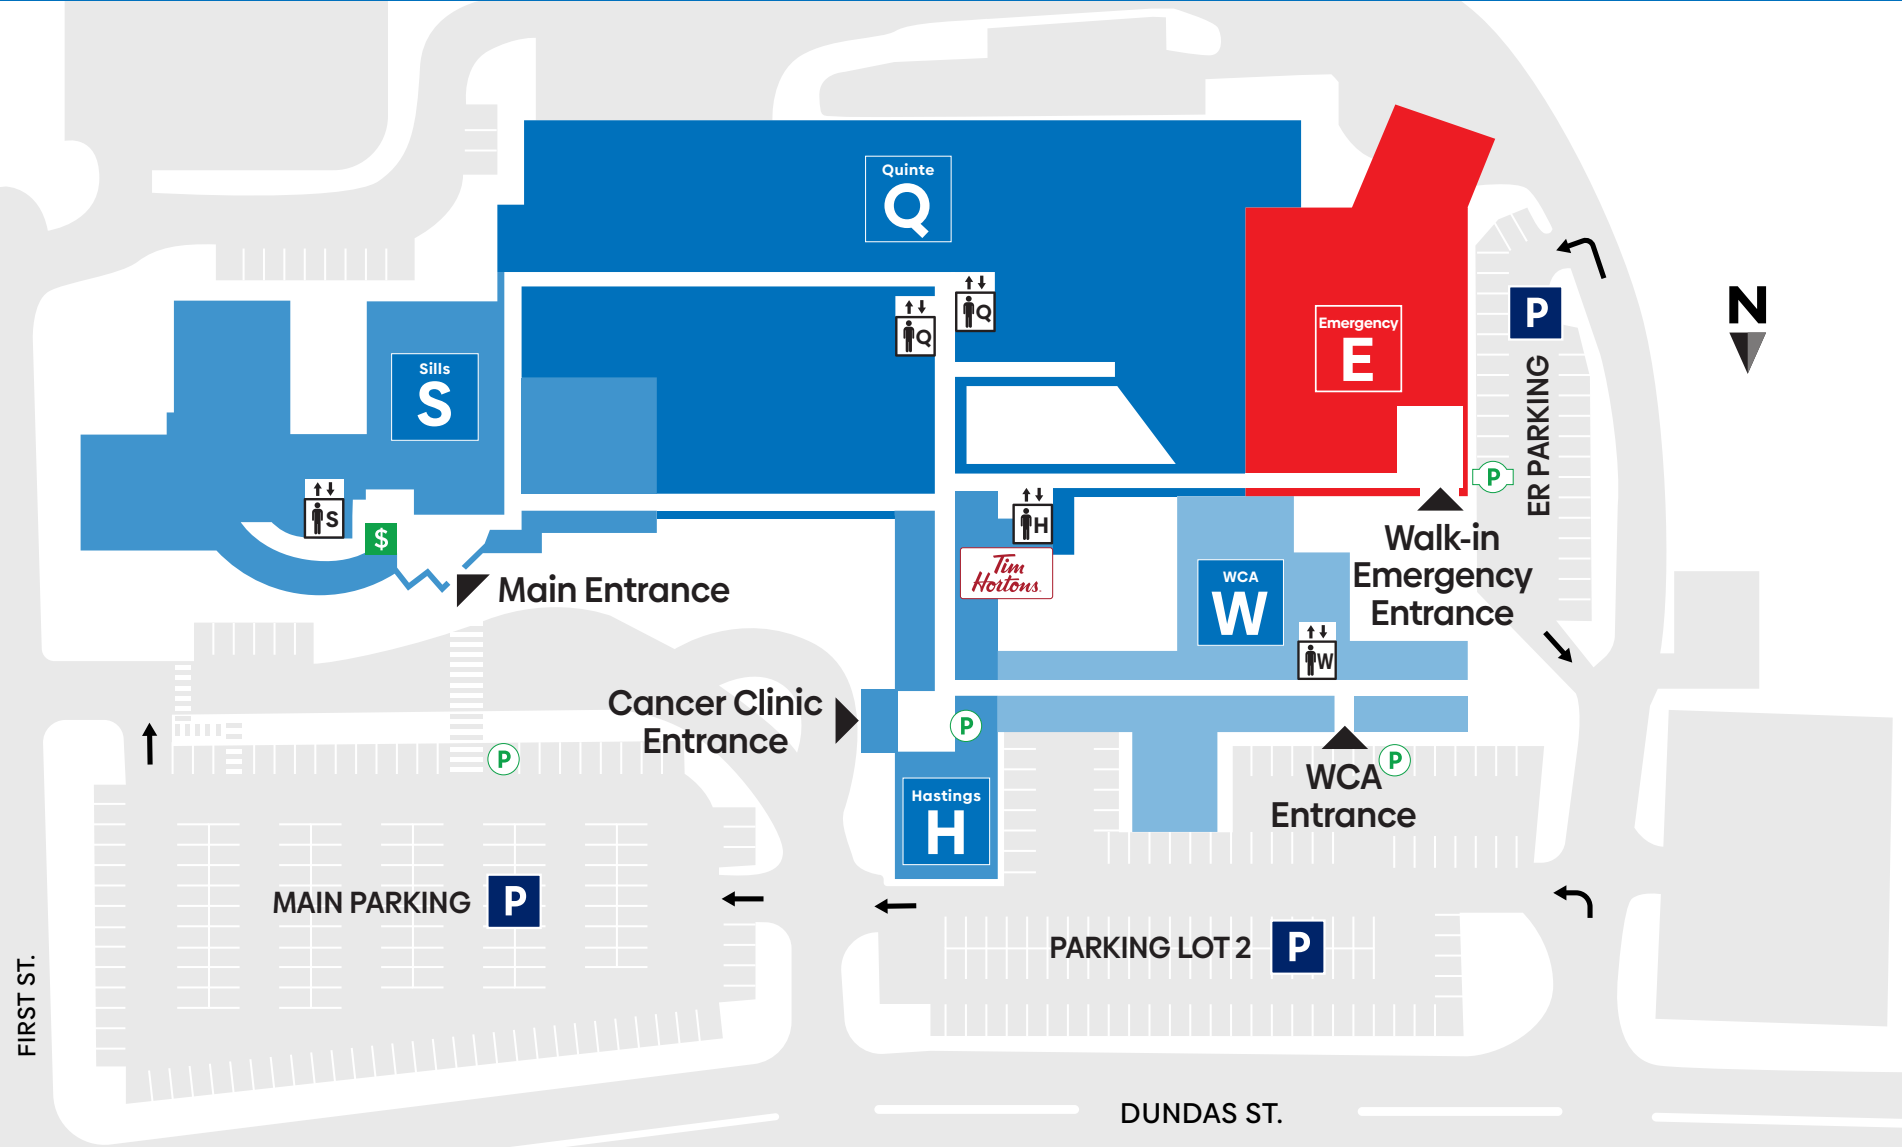 Quinte
Q
Q
Q
Emergency
E
P
ER PARKING
N
Sills
S
S
$
H
Tim
Hortons.
P
Walk-in
Emergency
Entrance
WCA
W
W
Main Entrance
Cancer Clinic
Entrance
P
P
P
WCA
Entrance
Hastings
H
MAIN PARKING P
PARKING LOT 2 P
FIRST ST.
DUNDAS ST.